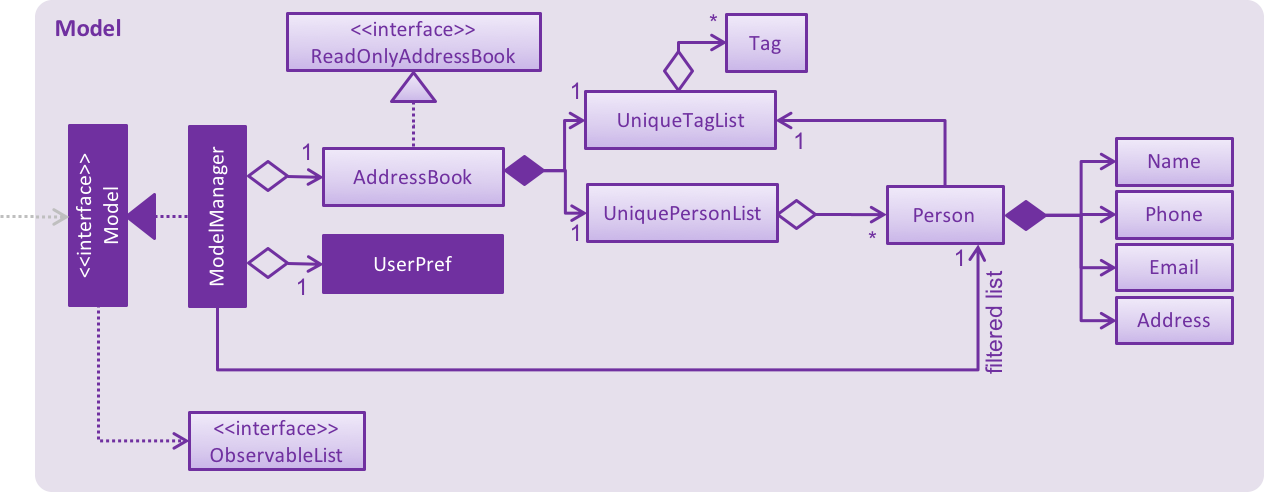 Model
<<interface>>
ReadOnlyAddressBook
*
Tag
1
UniqueTagList
1
<<interface>>
Model
ModelManager
1
AddressBook
Name
UniquePersonList
1
*
Person
Phone
1
UserPref
1
filtered list
Email
Address
<<interface>>
ObservableList